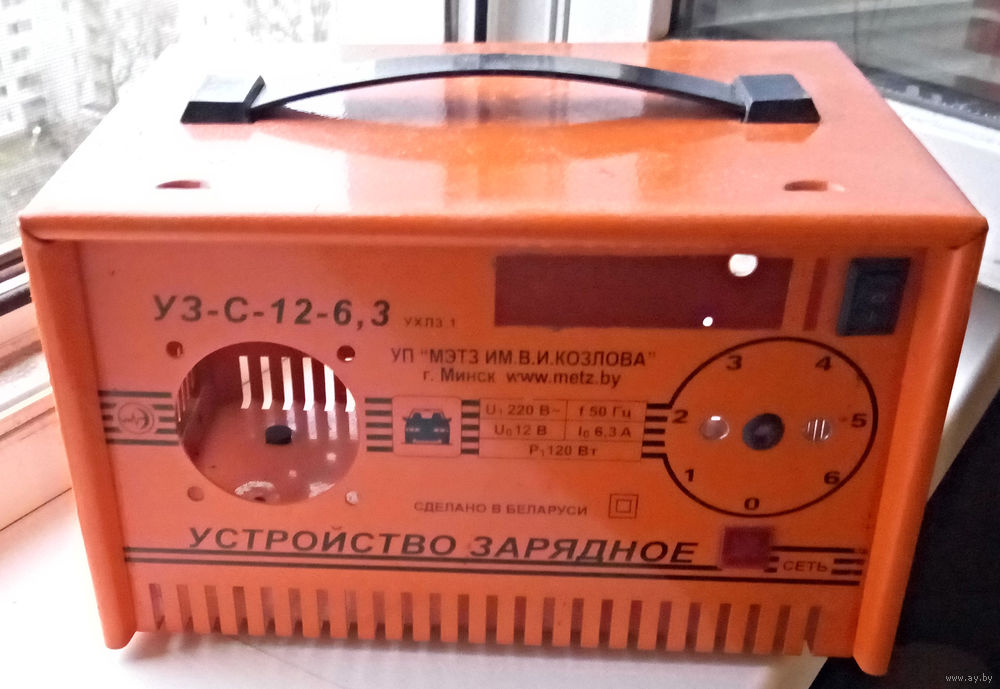 УЗ-С-12-6,3 УХЛ3.1
УП "МЭТЗ ИМ.В.И.КОЗЛОВА"
г. Минск www.metz.by
U₁ 220 В~ f 50 Гц
U₀ 12 В I₀ 6,3 А
P₁ 120 Вт
0 1 2 3 4 5 6
СДЕЛАНО В БЕЛАРУСИ
УСТРОЙСТВО ЗАРЯДНОЕ
СЕТЬ
www.ay.by